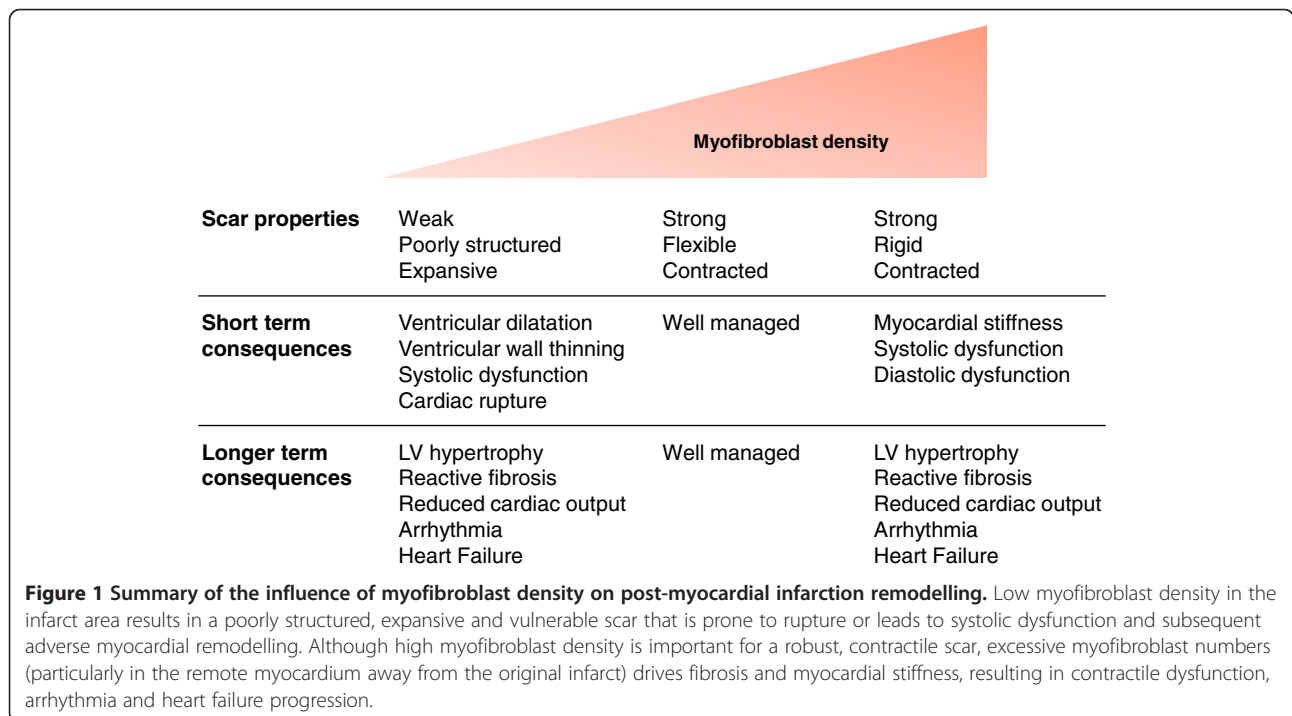 Myofibroblast density
Scar properties Weak Strong Strong
Poorly structured Flexible Rigid
Expansive Contracted Contracted
Short term Ventricular dilatation Well managed Myocardial stiffness
consequences Ventricular wall thinning Systolic dysfunction
Systolic dysfunction Diastolic dysfunction
Cardiac rupture
Longer term LV hypertrophy Well managed LV hypertrophy
consequences Reactive fibrosis Reactive fibrosis
Reduced cardiac output Reduced cardiac output
Arrhythmia Arrhythmia
Heart Failure Heart Failure
Figure 1 Summary of the influence of myofibroblast density on post-myocardial infarction remodelling. Low myofibroblast density in the
infarct area results in a poorly structured, expansive and vulnerable scar that is prone to rupture or leads to systolic dysfunction and subsequent
adverse myocardial remodelling. Although high myofibroblast density is important for a robust, contractile scar, excessive myofibroblast numbers
(particularly in the remote myocardium away from the original infarct) drives fibrosis and myocardial stiffness, resulting in contractile dysfunction,
arrhythmia and heart failure progression.